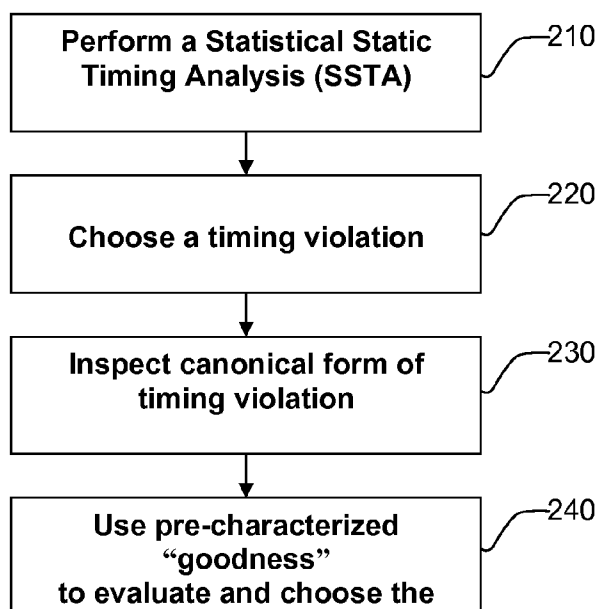 Perform a Statistical Static
Timing Analysis (SSTA)
210
Choose a timing violation
220
Inspect canonical form of
timing violation
230
Use pre-characterized
“goodness”
to evaluate and choose the
240